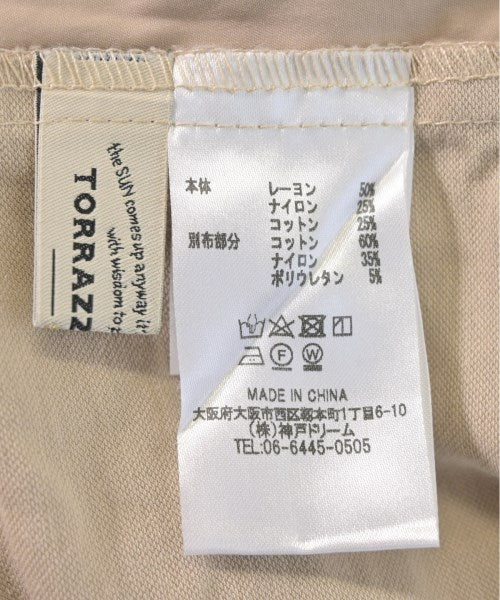 the SUN comes up anyway
with wisdom to
TORRAZZ
本体 レーヨン 50%
ナイロン 25%
コットン 25%
別布部分 コットン 60%
ナイロン 35%
ポリウレタン 5%
F W
MADE IN CHINA
大阪府大阪市西区靭本町1丁目6-10
(株)神戸ドリーム
TEL:06-6445-0505